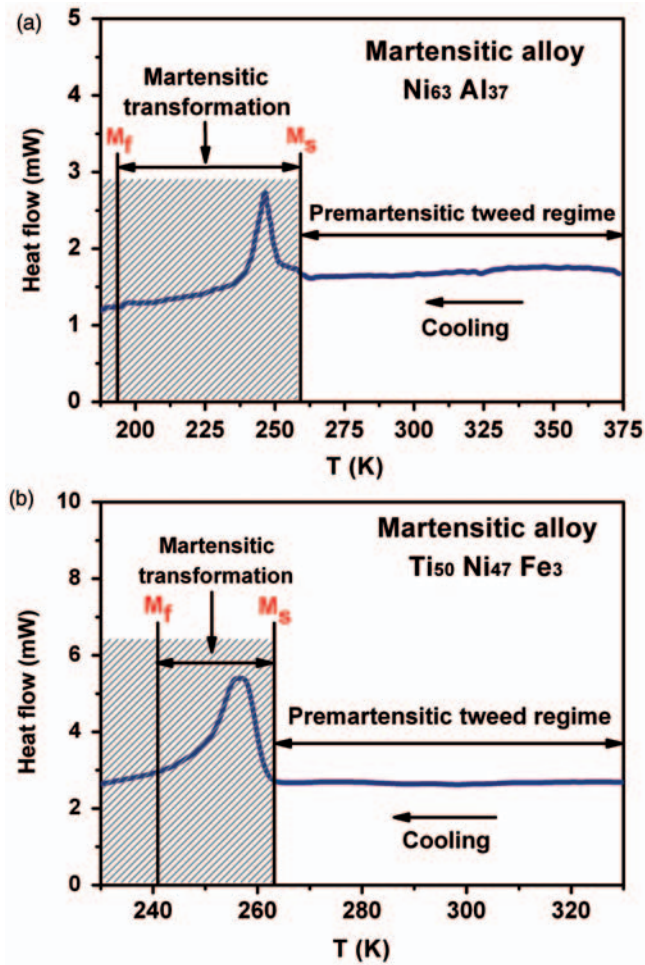 (a)
5
4
3
2
1
0
Heat flow (mW)
Martensitic alloy
Ni63 Al37
Martensitic
transformation
Mf
Ms
Premartensitic tweed regime
Cooling
200 225 250 275 300 325 350 375
T (K)
(b)
10
8
6
4
2
0
Heat flow (mW)
Martensitic alloy
Ti50 Ni47 Fe3
Martensitic
transformation
Mf
Ms
Premartensitic tweed regime
Cooling
240 260 280 300 320
T (K)